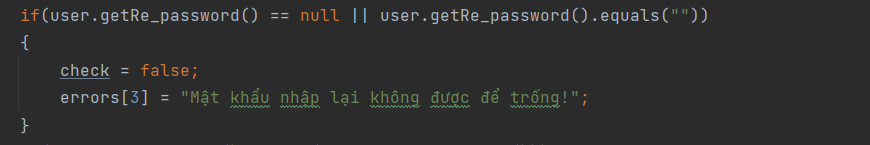 if(user.getRe_password() == null || user.getRe_password().equals(""))
{
check = false;
errors[3] = "Mật khẩu nhập lại không được để trống!";
}